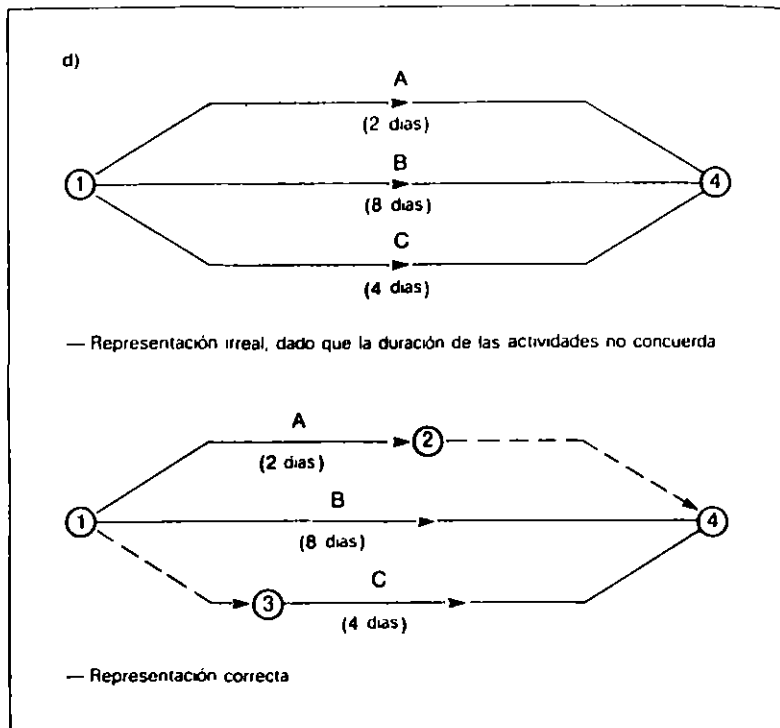 d)
A
(2 dias)
1
B
4
(8 dias)
C
(4 dias)
— Representación irreal, dado que la duración de las actividades no concuerda
A
2
(2 dias)
1
B
4
(8 dias)
3
C
(4 dias)
— Representación correcta